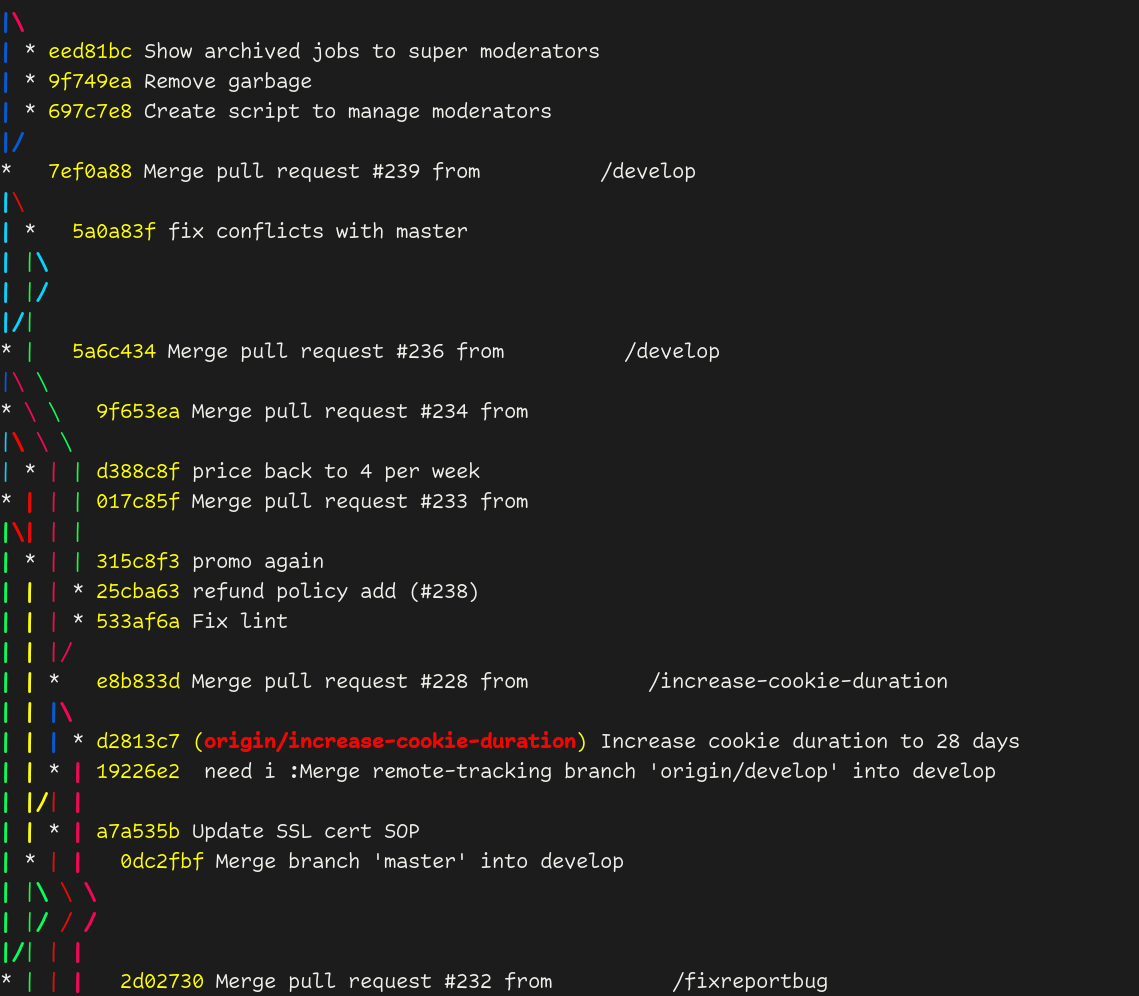 |\
| * eed81bc Show archived jobs to super moderators
| * 9f749ea Remove garbage
| * 697c7e8 Create script to manage moderators
|/
*   7ef0a88 Merge pull request #239 from          /develop
|\
| *   5a0a83f fix conflicts with master
| |\
| |/
|/|
* |   5a6c434 Merge pull request #236 from          /develop
|\ \
* \ \   9f653ea Merge pull request #234 from
|\ \ \
| * | | d388c8f price back to 4 per week
* | | | 017c85f Merge pull request #233 from
|\| | |
| * | | 315c8f3 promo again
| | | * 25cba63 refund policy add (#238)
| | | * 533af6a Fix lint
| | |/
| | *   e8b833d Merge pull request #228 from          /increase-cookie-duration
| | |\
| | | * d2813c7 (origin/increase-cookie-duration) Increase cookie duration to 28 days
| | * | 19226e2  need i :Merge remote-tracking branch 'origin/develop' into develop
| |/| |
| | * | a7a535b Update SSL cert SOP
| * | |   0dc2fbf Merge branch 'master' into develop
| |\ \ \
| |/ / /
|/| | |
* | | |   2d02730 Merge pull request #232 from          /fixreportbug